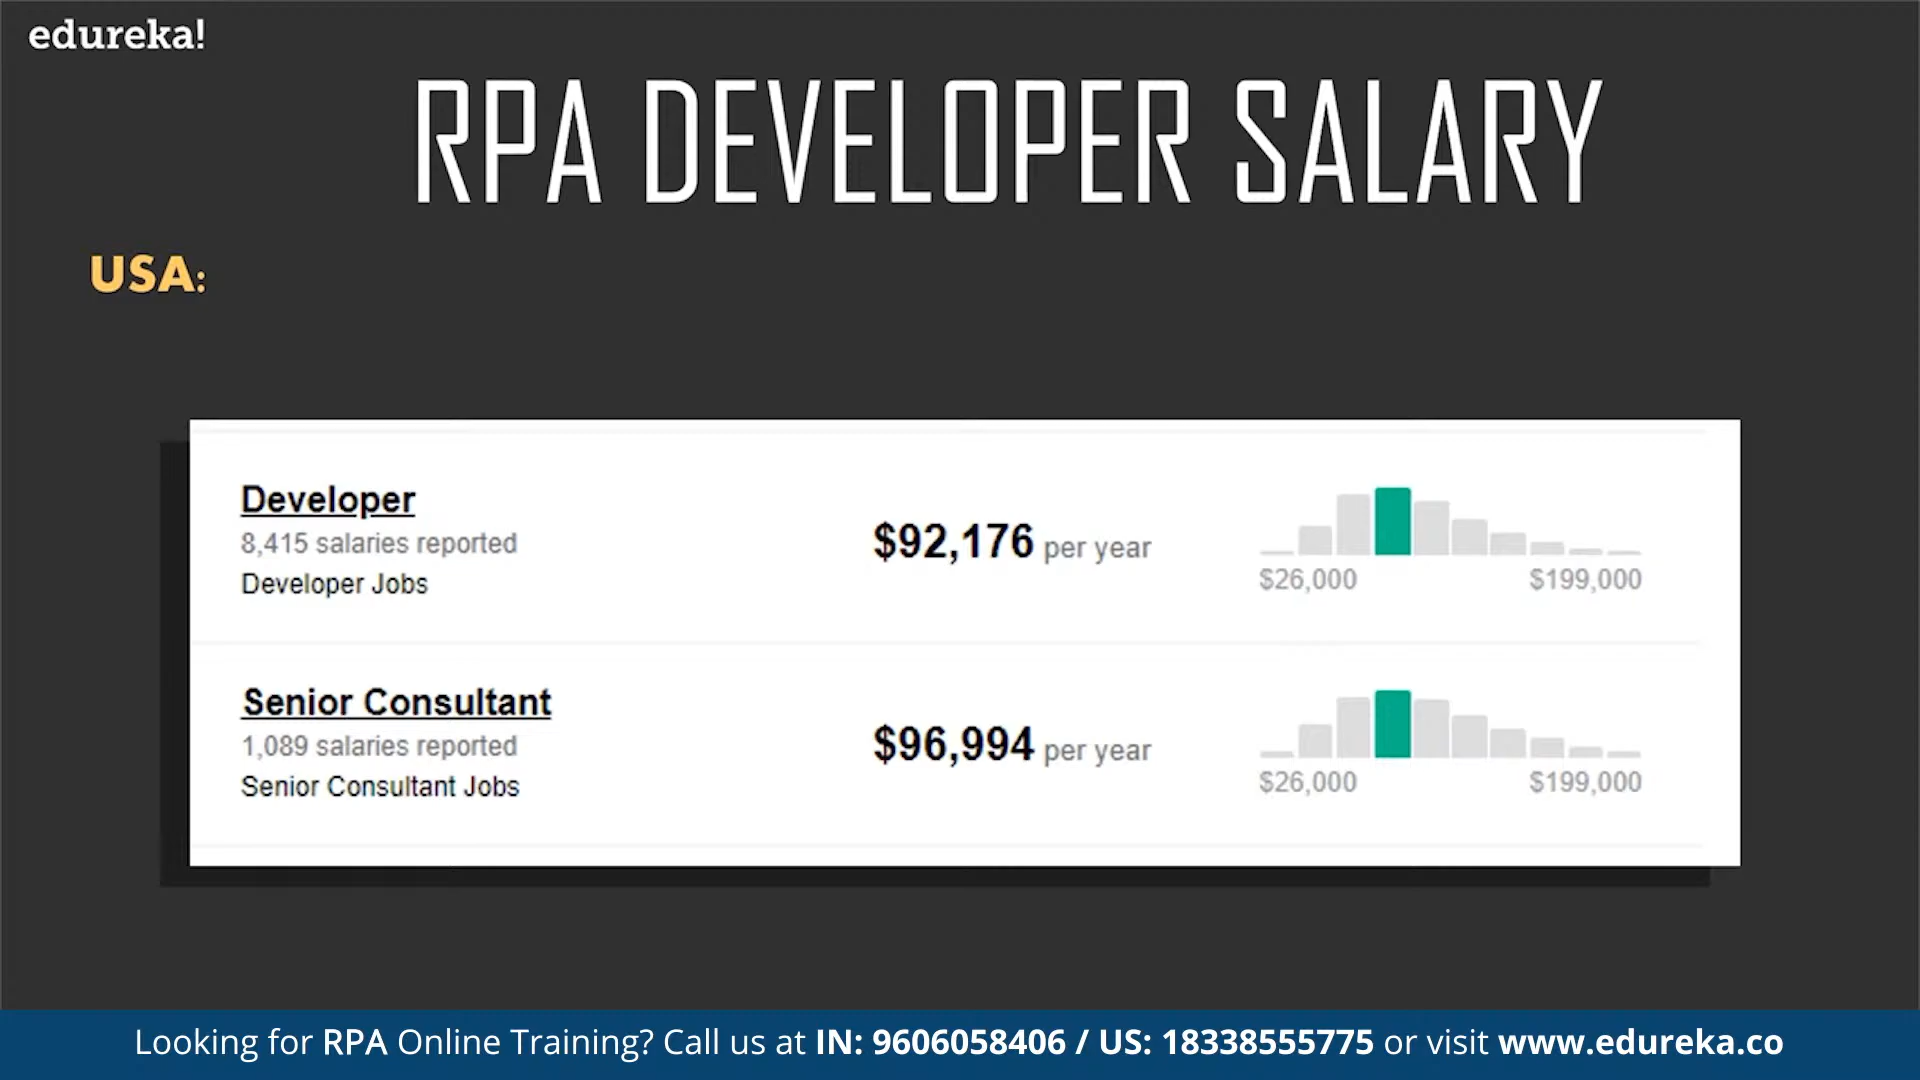 edureka!
RPA DEVELOPER SALARY
USA:
Developer
8,415 salaries reported
Developer Jobs
$92,176 per year
$26,000 $199,000
Senior Consultant
1,089 salaries reported
Senior Consultant Jobs
$96,994 per year
$26,000 $199,000
Looking for RPA Online Training? Call us at IN: 9606058406 / US: 18338555775 or visit www.edureka.co